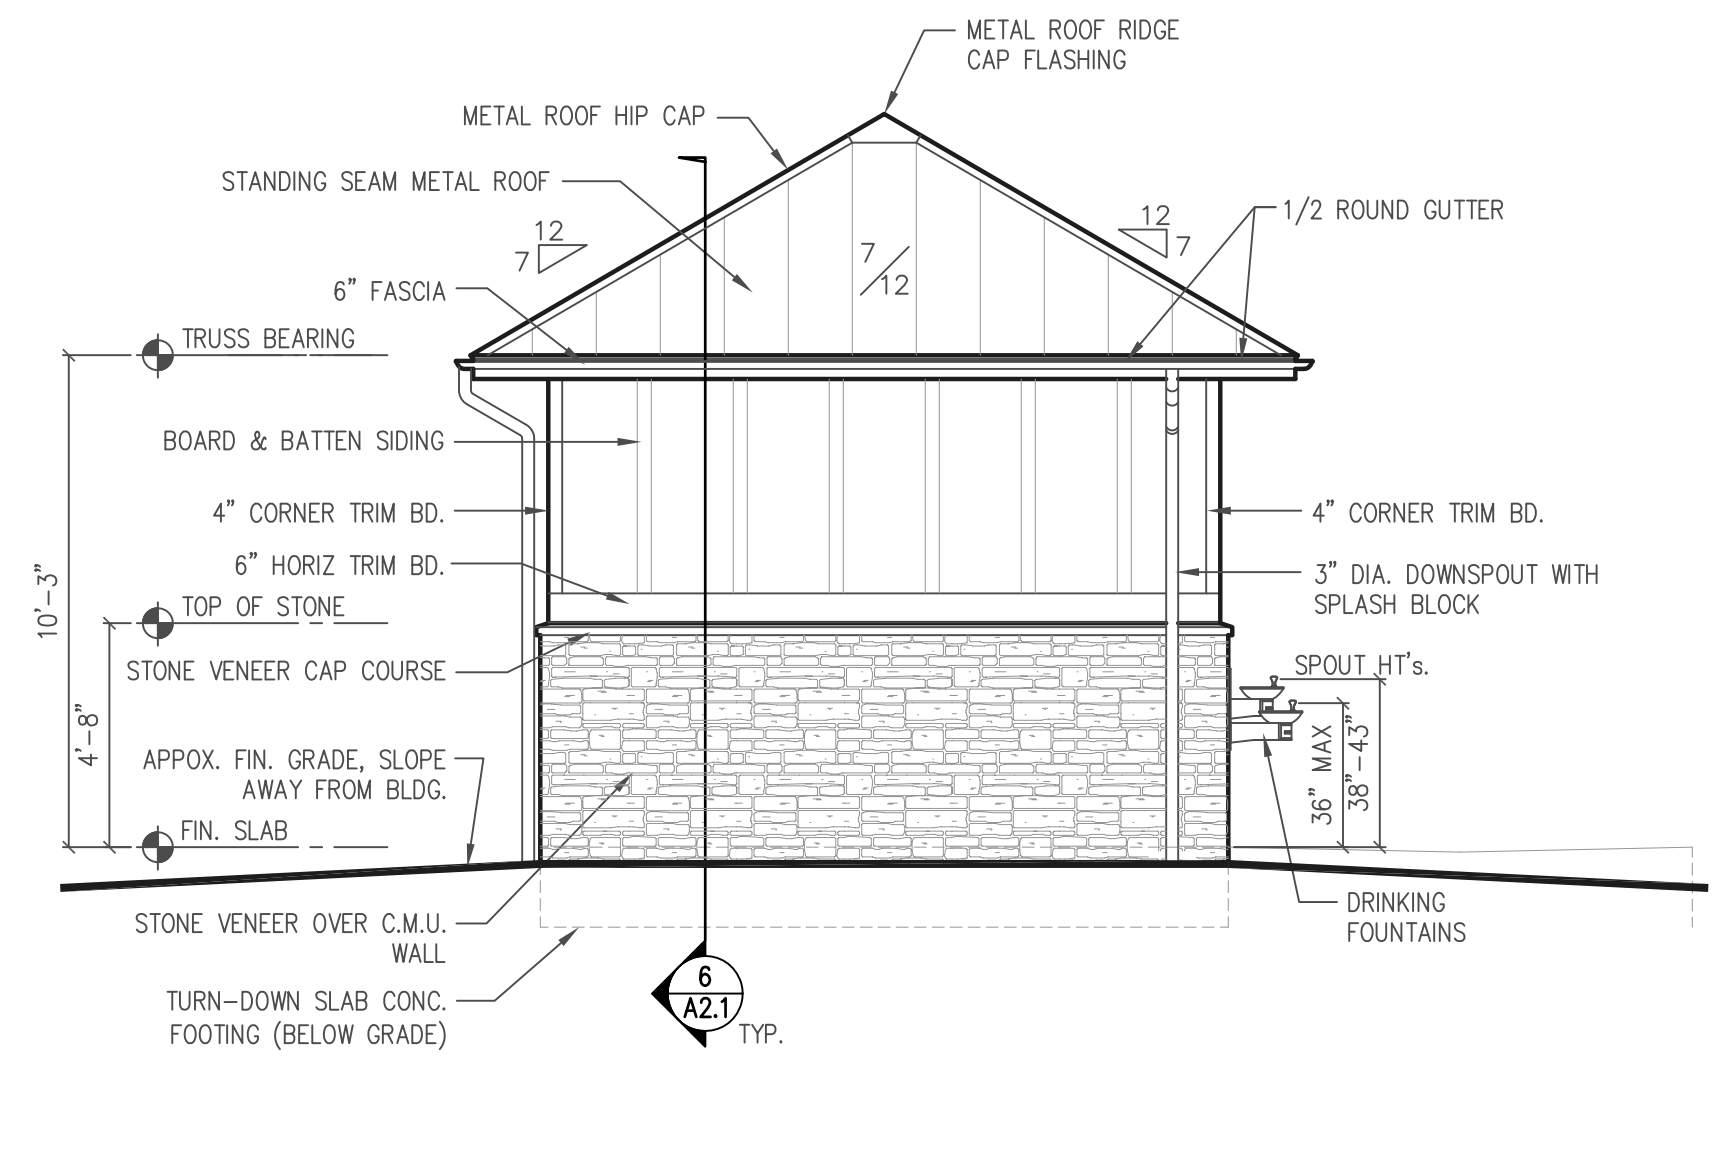 METAL ROOF RIDGE
CAP FLASHING
METAL ROOF HIP CAP
STANDING SEAM METAL ROOF
1/2 ROUND GUTTER
12
7
12
7
7/12
6" FASCIA
TRUSS BEARING
BOARD & BATTEN SIDING
4" CORNER TRIM BD.
4" CORNER TRIM BD.
6" HORIZ TRIM BD.
3" DIA. DOWNSPOUT WITH
SPLASH BLOCK
10'-3"
TOP OF STONE
STONE VENEER CAP COURSE
SPOUT HT's.
4'-8"
36" MAX
38"-43"
APPOX. FIN. GRADE, SLOPE
AWAY FROM BLDG.
FIN. SLAB
DRINKING
FOUNTAINS
STONE VENEER OVER C.M.U.
WALL
TURN-DOWN SLAB CONC.
FOOTING (BELOW GRADE)
6
A2.1
TYP.